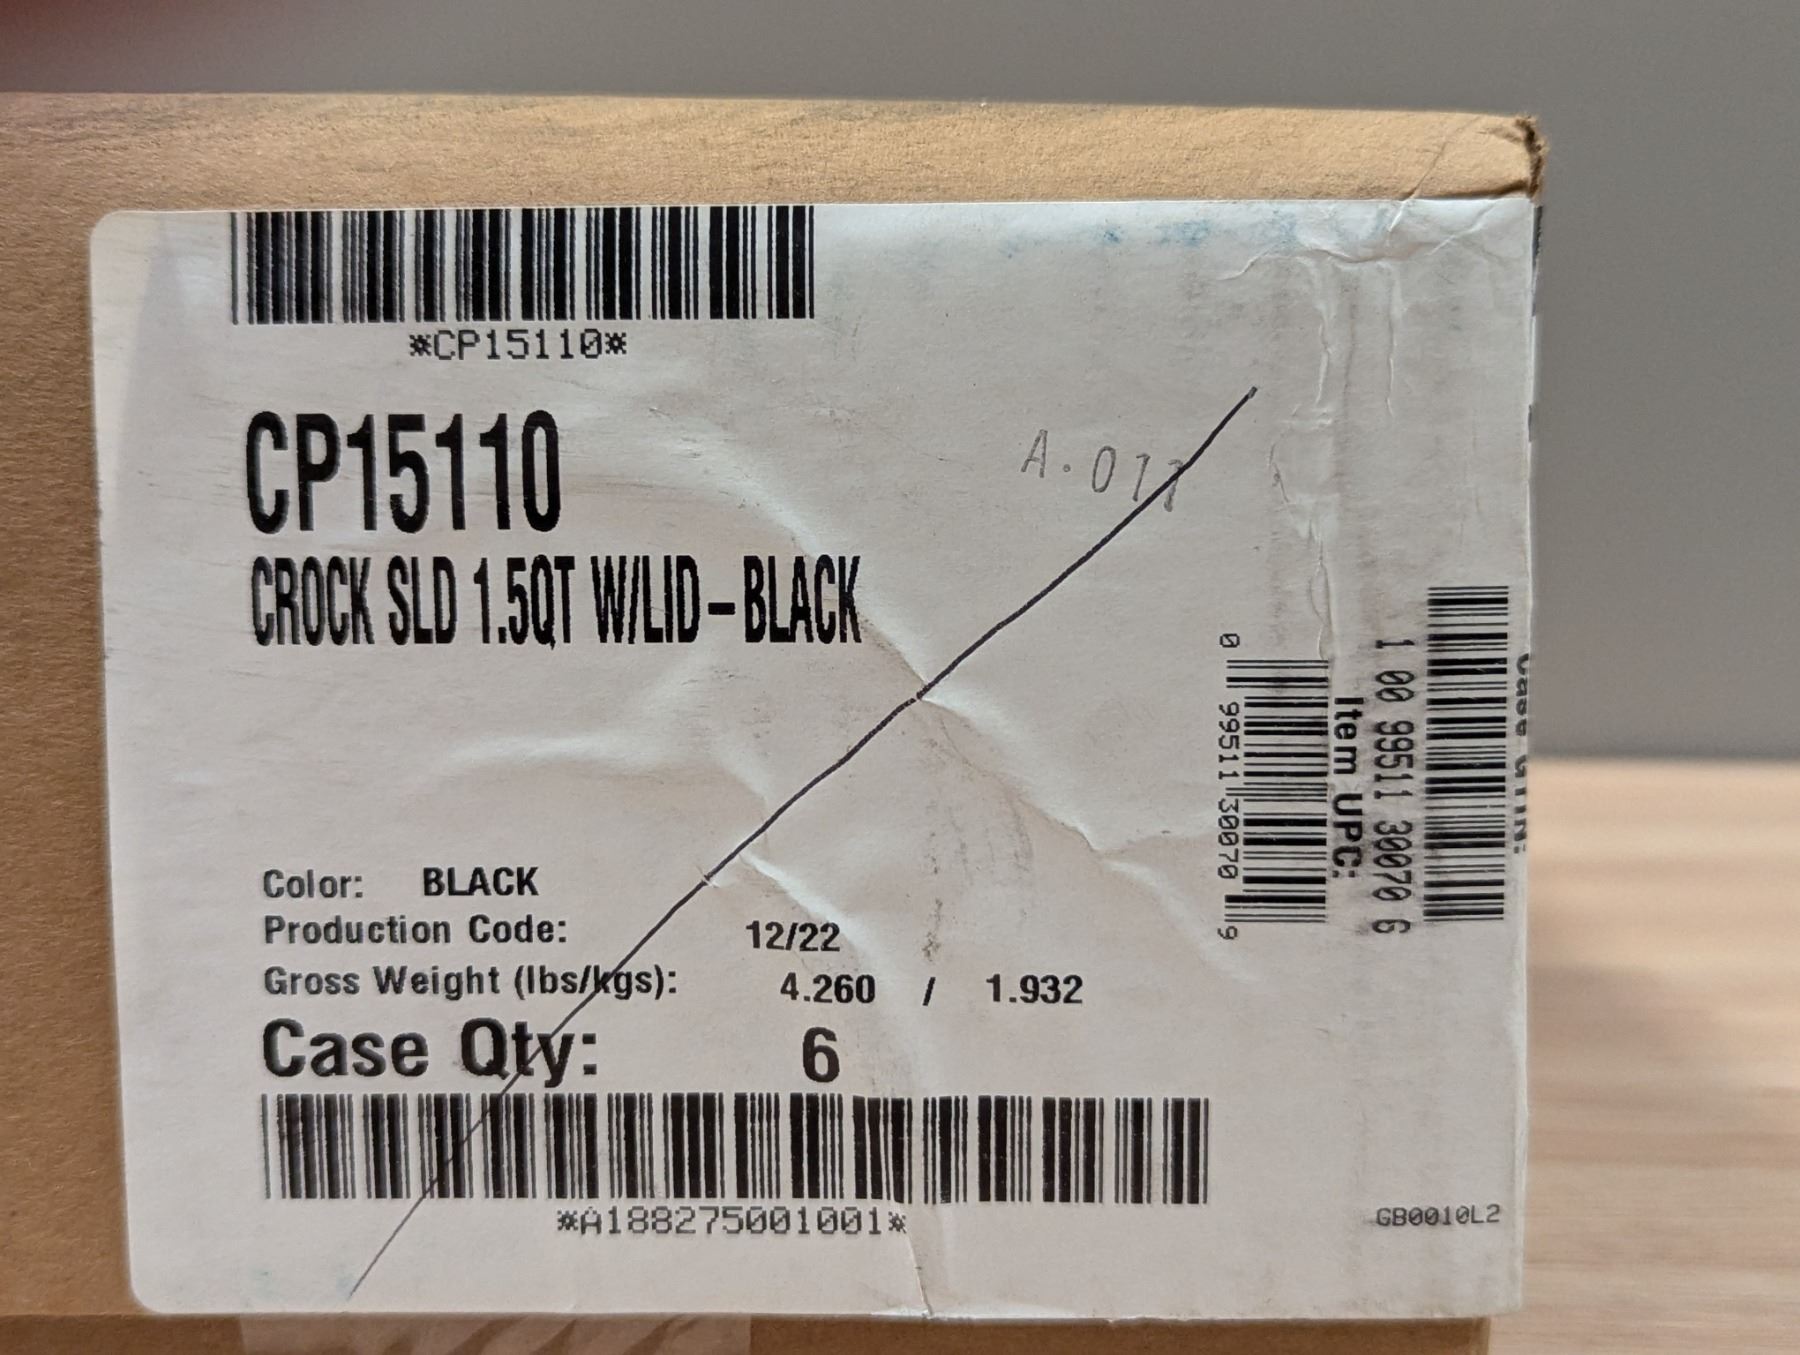 *CP15110*
CP15110
A.077
CROCK SLD 1.5QT W/LID-BLACK
Color: BLACK
Production Code: 12/22
Gross Weight (lbs/kgs): 4.260 / 1.932
Case Qty: 6
*A188275001001*
GB0010L2
Case GTIN:
1 00 99511 30070 6
Item UPC:
0 99511 30070 9